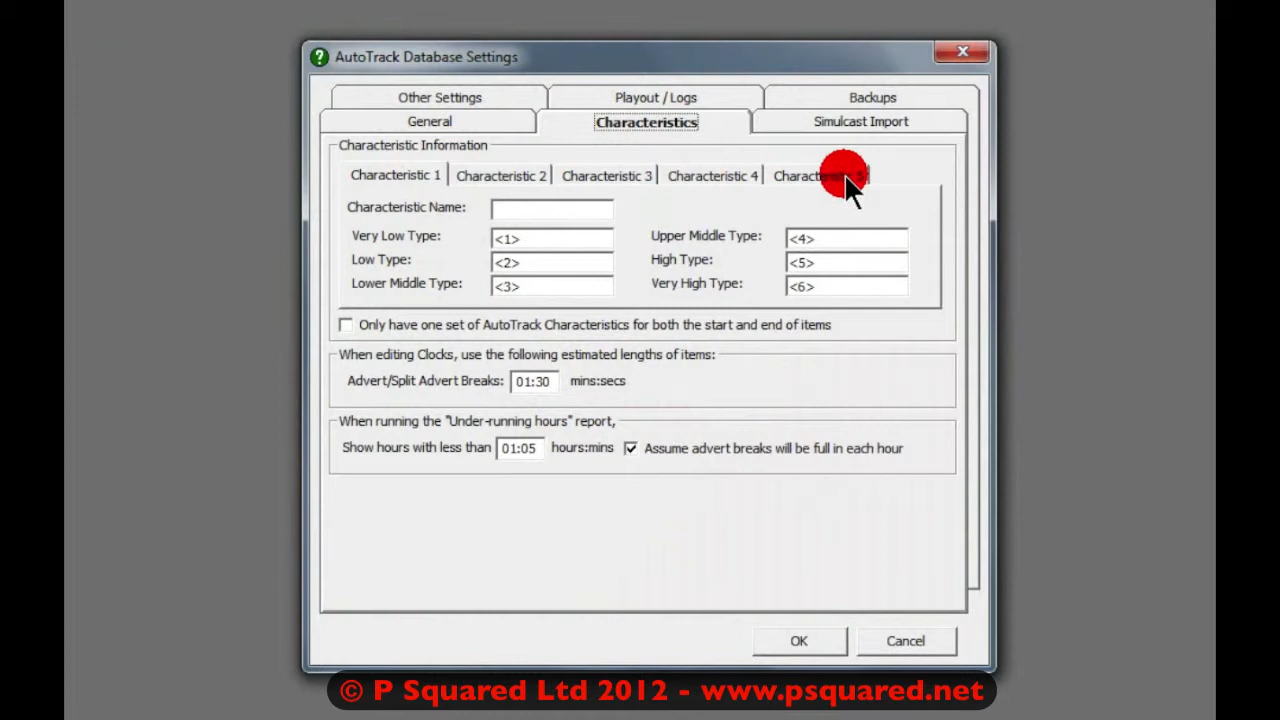 AutoTrack Database Settings
Other Settings
Playout / Logs
Backups
General
Characteristics
Simulcast Import
Characteristic Information
Characteristic 1
Characteristic 2
Characteristic 3
Characteristic 4
Characteristic Name:
Very Low Type:
<1>
Upper Middle Type:
<4>
Low Type:
<2>
High Type:
<5>
Lower Middle Type:
<3>
Very High Type:
<6>
Only have one set of AutoTrack Characteristics for both the start and end of items
When editing Clocks, use the following estimated lengths of items:
Advert/Split Advert Breaks: 01:30 mins:secs
When running the "Under-running hours" report,
Show hours with less than 01:05 hours:mins
Assume advert breaks will be full in each hour
OK
Cancel
© P Squared Ltd 2012 - www.psquared.net